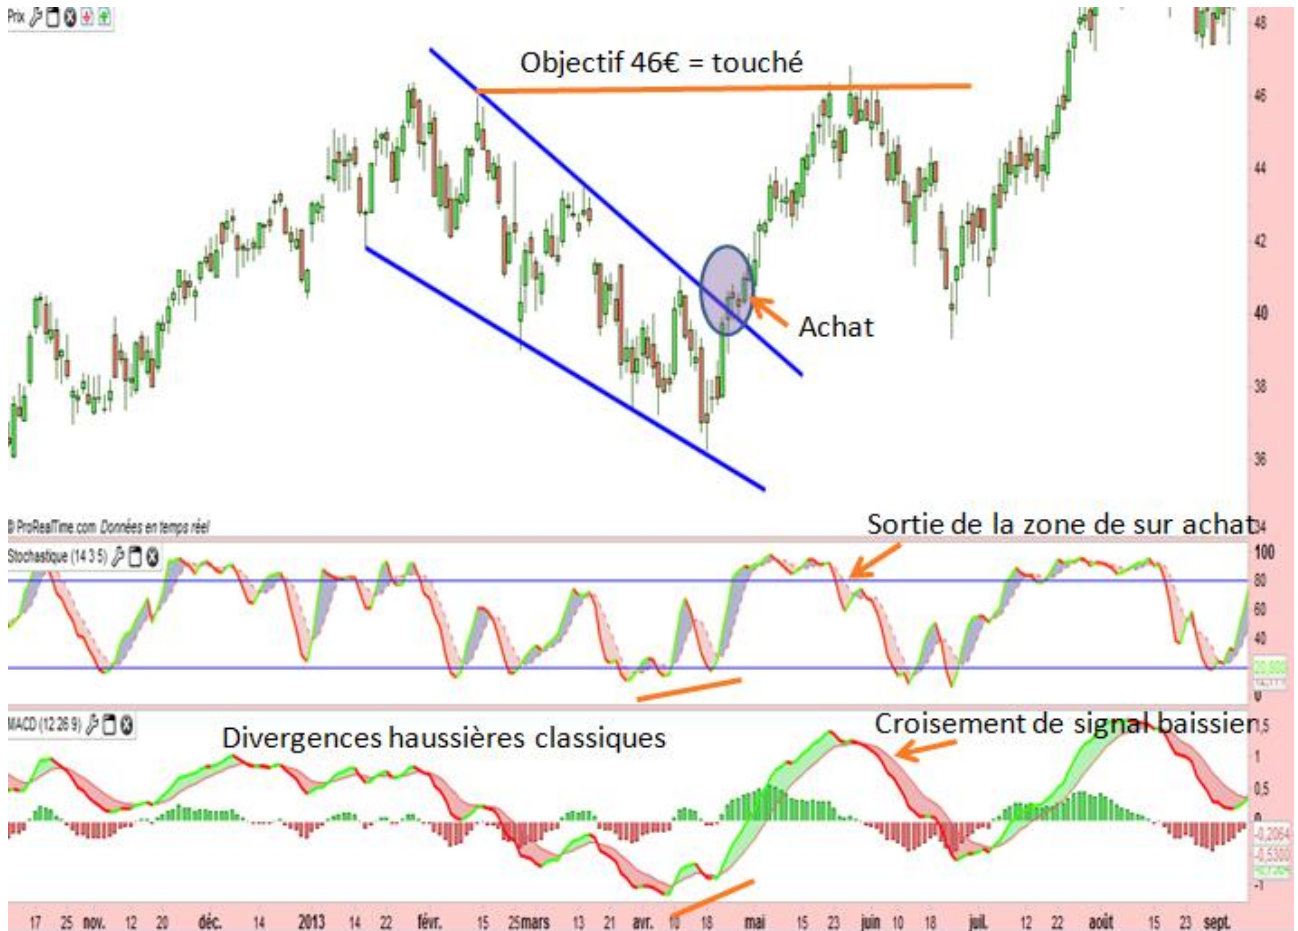 Prix
48
Objectif 46€ = touché
46
44
42
40
Achat
38
36
© ProRealTime.com Données en temps réel
34
Sortie de la zone de sur achat
Stochastique (14 3 5)
100
80
60
40
20,800
0
MACD (12 26 9)
Divergences haussières classiques
Croisement de signal baissier
1,5
1
0,5
0
-0,2064
-0,5300
-1
17 25 nov. 12 20 déc. 14 2013 14 22 févr. 15 25 mars 13 21 avr. 10 18 mai 15 23 juin 10 18 juil. 12 22 août 15 23 sept.